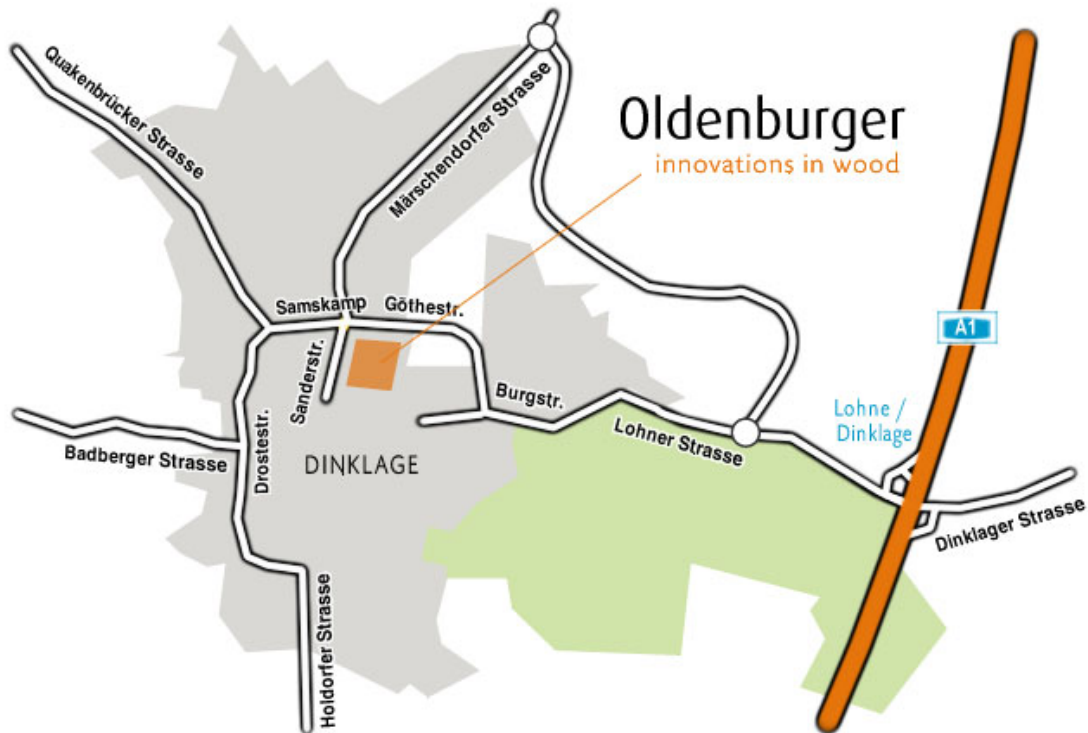 Quakenbrücker Strasse
Märschendorfer Strasse
Oldenburger
innovations in wood
Samskamp
Göthestr.
A1
Sanderstr.
Burgstr.
Lohne /
Dinklage
Lohner Strasse
Badberger Strasse
Drostestr.
DINKLAGE
Dinklager Strasse
Holdorfer Strasse